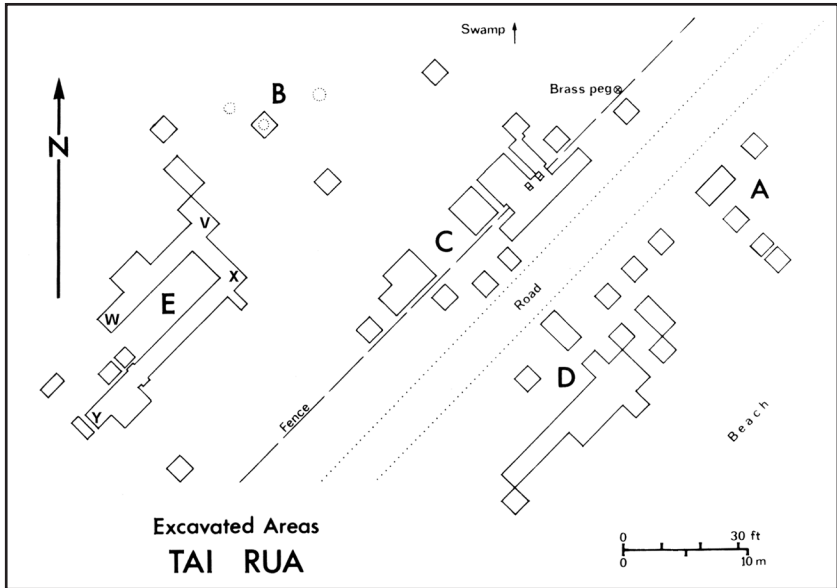 Swamp
Brass peg
B
N
A
V
C
X
E
W
Road
D
Y
Fence
Beach
Excavated Areas
TAI RUA
0 30 ft
0 10 m